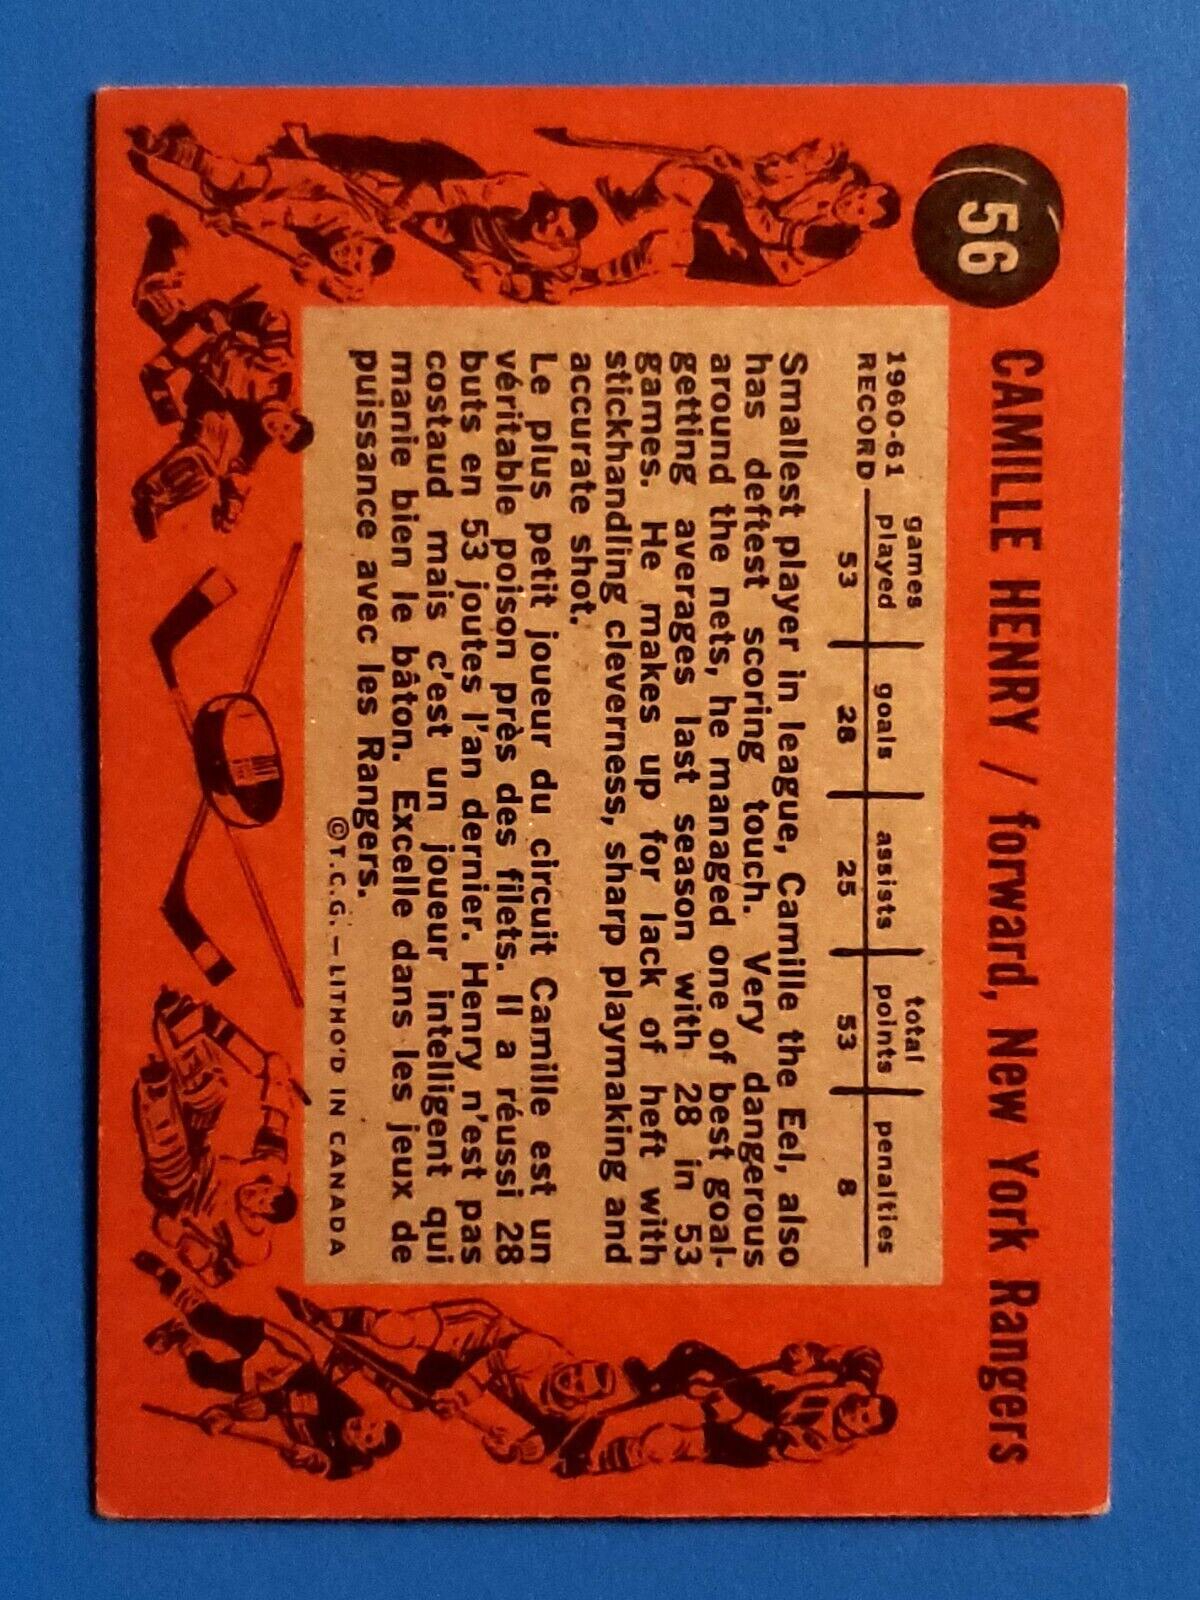 56
CAMILLE HENRY / forward, New York Rangers
1960-61 games total
RECORD played goals assists points penalties
53 28 25 53 8
Smallest player in league, Camille the Eel, also
has deftest scoring touch. Very dangerous
around the nets, he managed one of best goal-
getting averages last season with 28 in 53
games. He makes up for lack of heft with
stickhandling cleverness, sharp playmaking and
accurate shot.
Le plus petit joueur du circuit Camille est un
véritable poison près des filets. Il a réussi 28
buts en 53 joutes l'an dernier. Henry n'est pas
costaud mais c'est un joueur intelligent qui
manie bien le bâton. Excelle dans les jeux de
puissance avec les Rangers.
©T.C.G. — LITHO'D IN CANADA